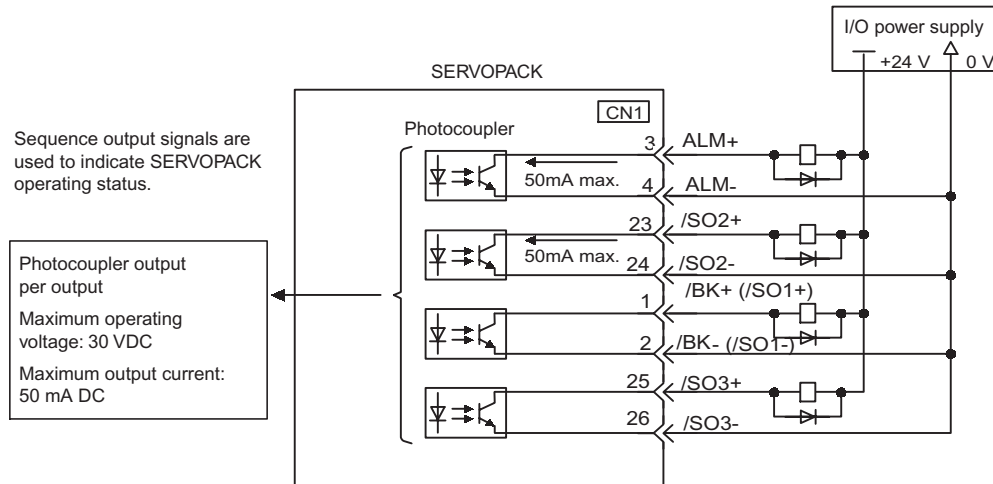 I/O power supply
+24 V
0 V
SERVOPACK
CN1
Sequence output signals are
used to indicate SERVOPACK
operating status.
Photocoupler
3
ALM+
50mA max.
4
ALM-
23
/SO2+
50mA max.
24
/SO2-
Photocoupler output
per output
Maximum operating
voltage: 30 VDC
Maximum output current:
50 mA DC
1
/BK+ (/SO1+)
2
/BK- (/SO1-)
25
/SO3+
26
/SO3-